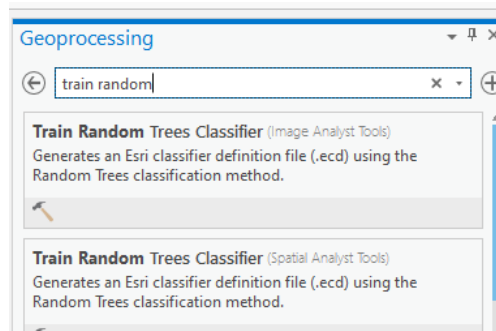 Geoprocessing
train random
Train Random Trees Classifier (Image Analyst Tools)
Generates an Esri classifier definition file (.ecd) using the
Random Trees classification method.
Train Random Trees Classifier (Spatial Analyst Tools)
Generates an Esri classifier definition file (.ecd) using the
Random Trees classification method.